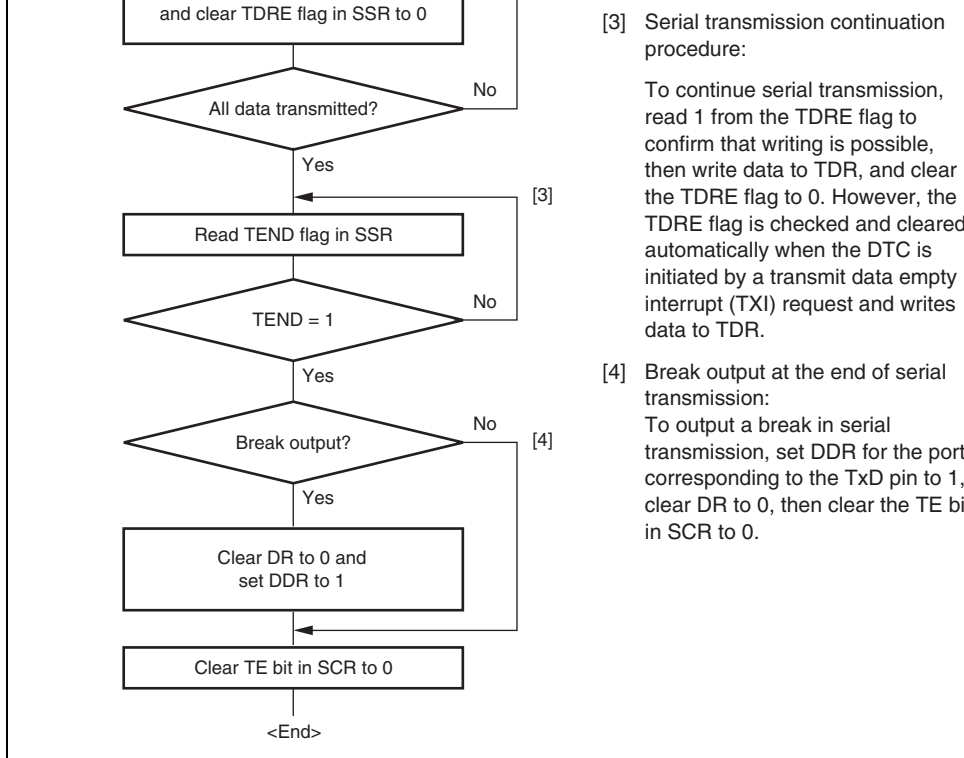 and clear TDRE flag in SSR to 0
All data transmitted?
No
Yes
[3]
Read TEND flag in SSR
TEND = 1
No
Yes
Break output?
No
[4]
Yes
Clear DR to 0 and
set DDR to 1
Clear TE bit in SCR to 0
<End>
[3] Serial transmission continuation
procedure:
To continue serial transmission,
read 1 from the TDRE flag to
confirm that writing is possible,
then write data to TDR, and clear
the TDRE flag to 0. However, the
TDRE flag is checked and cleared
automatically when the DTC is
initiated by a transmit data empty
interrupt (TXI) request and writes
data to TDR.
[4] Break output at the end of serial
transmission:
To output a break in serial
transmission, set DDR for the port
corresponding to the TxD pin to 1,
clear DR to 0, then clear the TE bi
in SCR to 0.